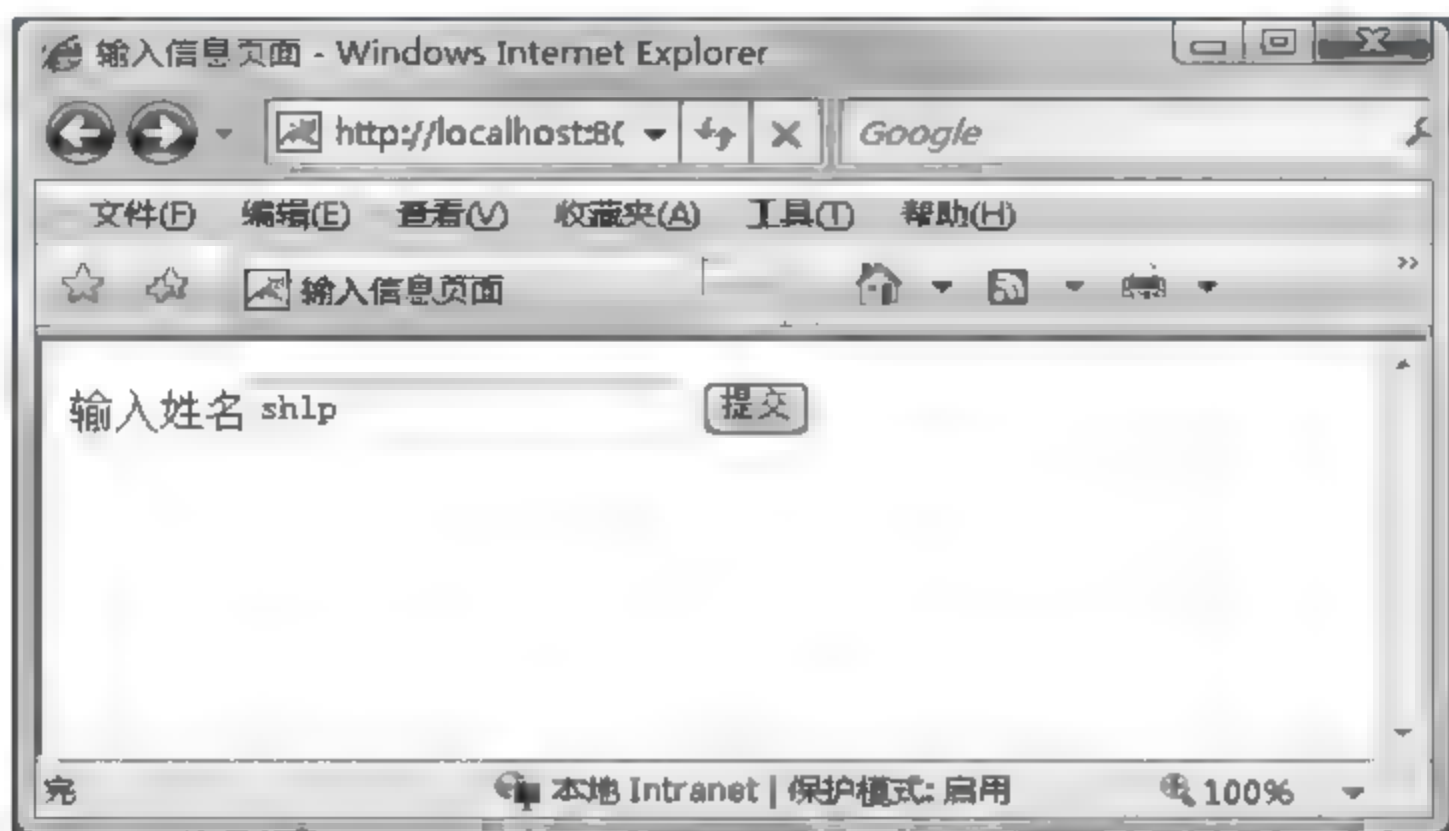 输入信息页面 - Windows Internet Explorer
http://localhost:8( Google
文件(F) 编辑(E) 查看(V) 收藏夹(A) 工具(T) 帮助(H)
输入信息页面 »
输入姓名 shlp 提交
完 本地 Intranet | 保护模式: 启用 100%